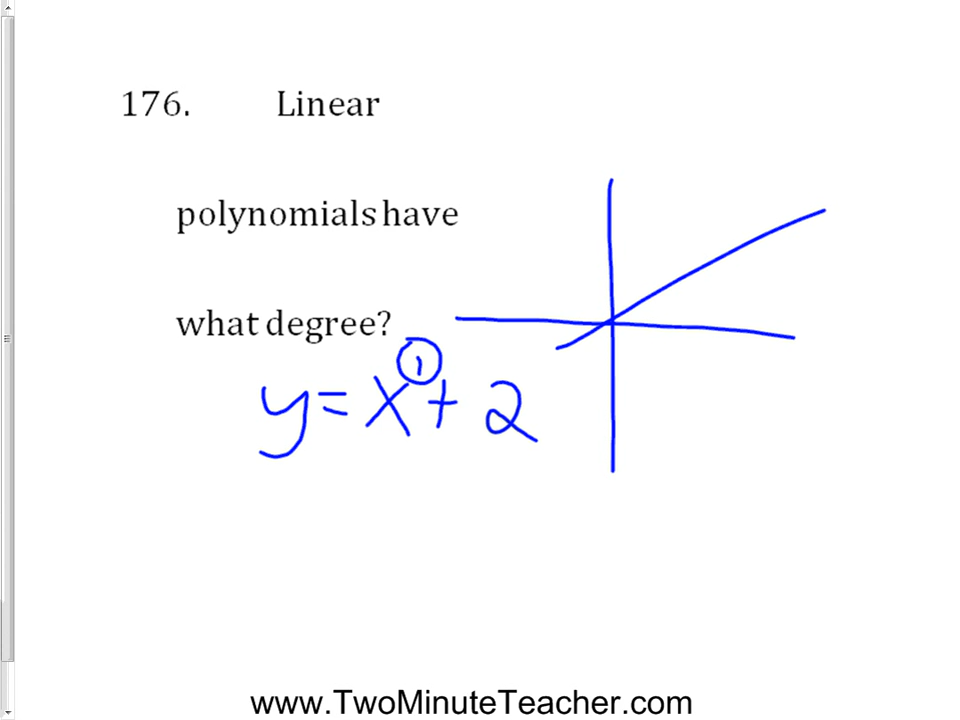 176. Linear
polynomials have
what degree?
y = x¹ + 2
www.TwoMinuteTeacher.com